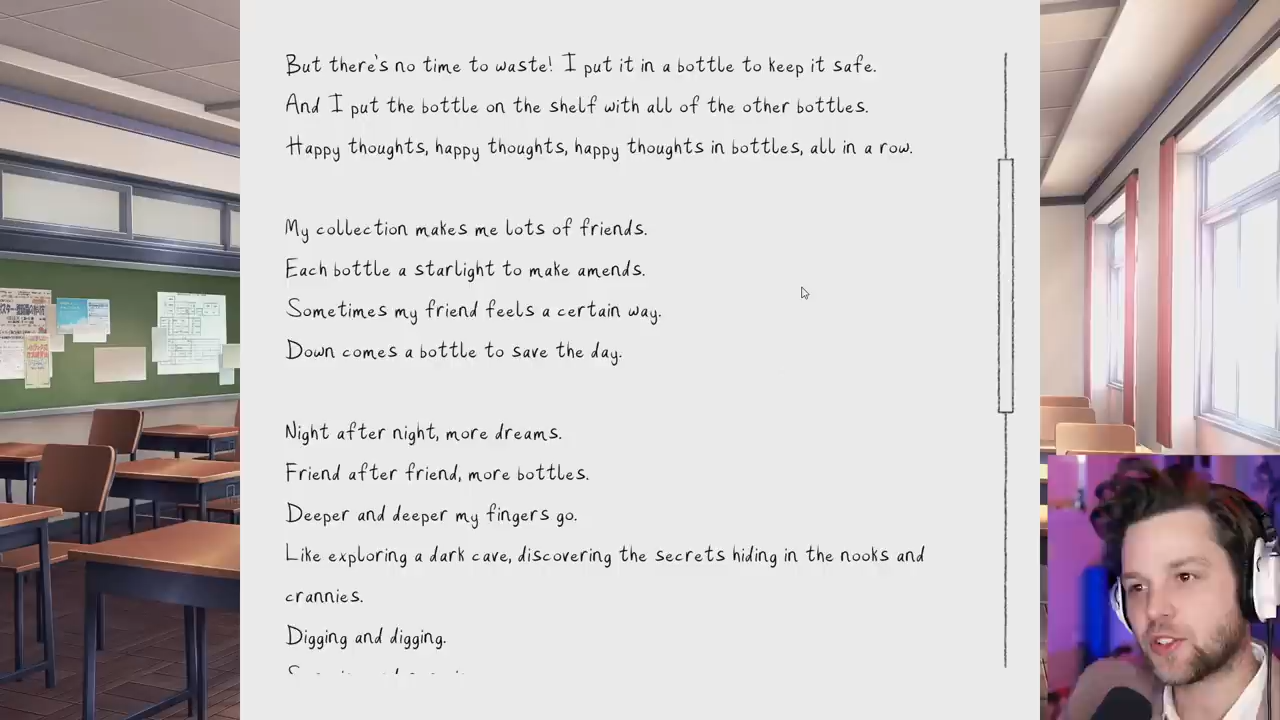 But there's no time to waste! I put it in a bottle to keep it safe.
And I put the bottle on the shelf with all of the other bottles.
Happy thoughts, happy thoughts, happy thoughts in bottles, all in a row.
My collection makes me lots of friends.
Each bottle a starlight to make amends.
Sometimes my friend feels a certain way.
Down comes a bottle to save the day.
Night after night, more dreams.
Friend after friend, more bottles.
Deeper and deeper my fingers go.
Like exploring a dark cave, discovering the secrets hiding in the nooks and
crannies.
Digging and digging.